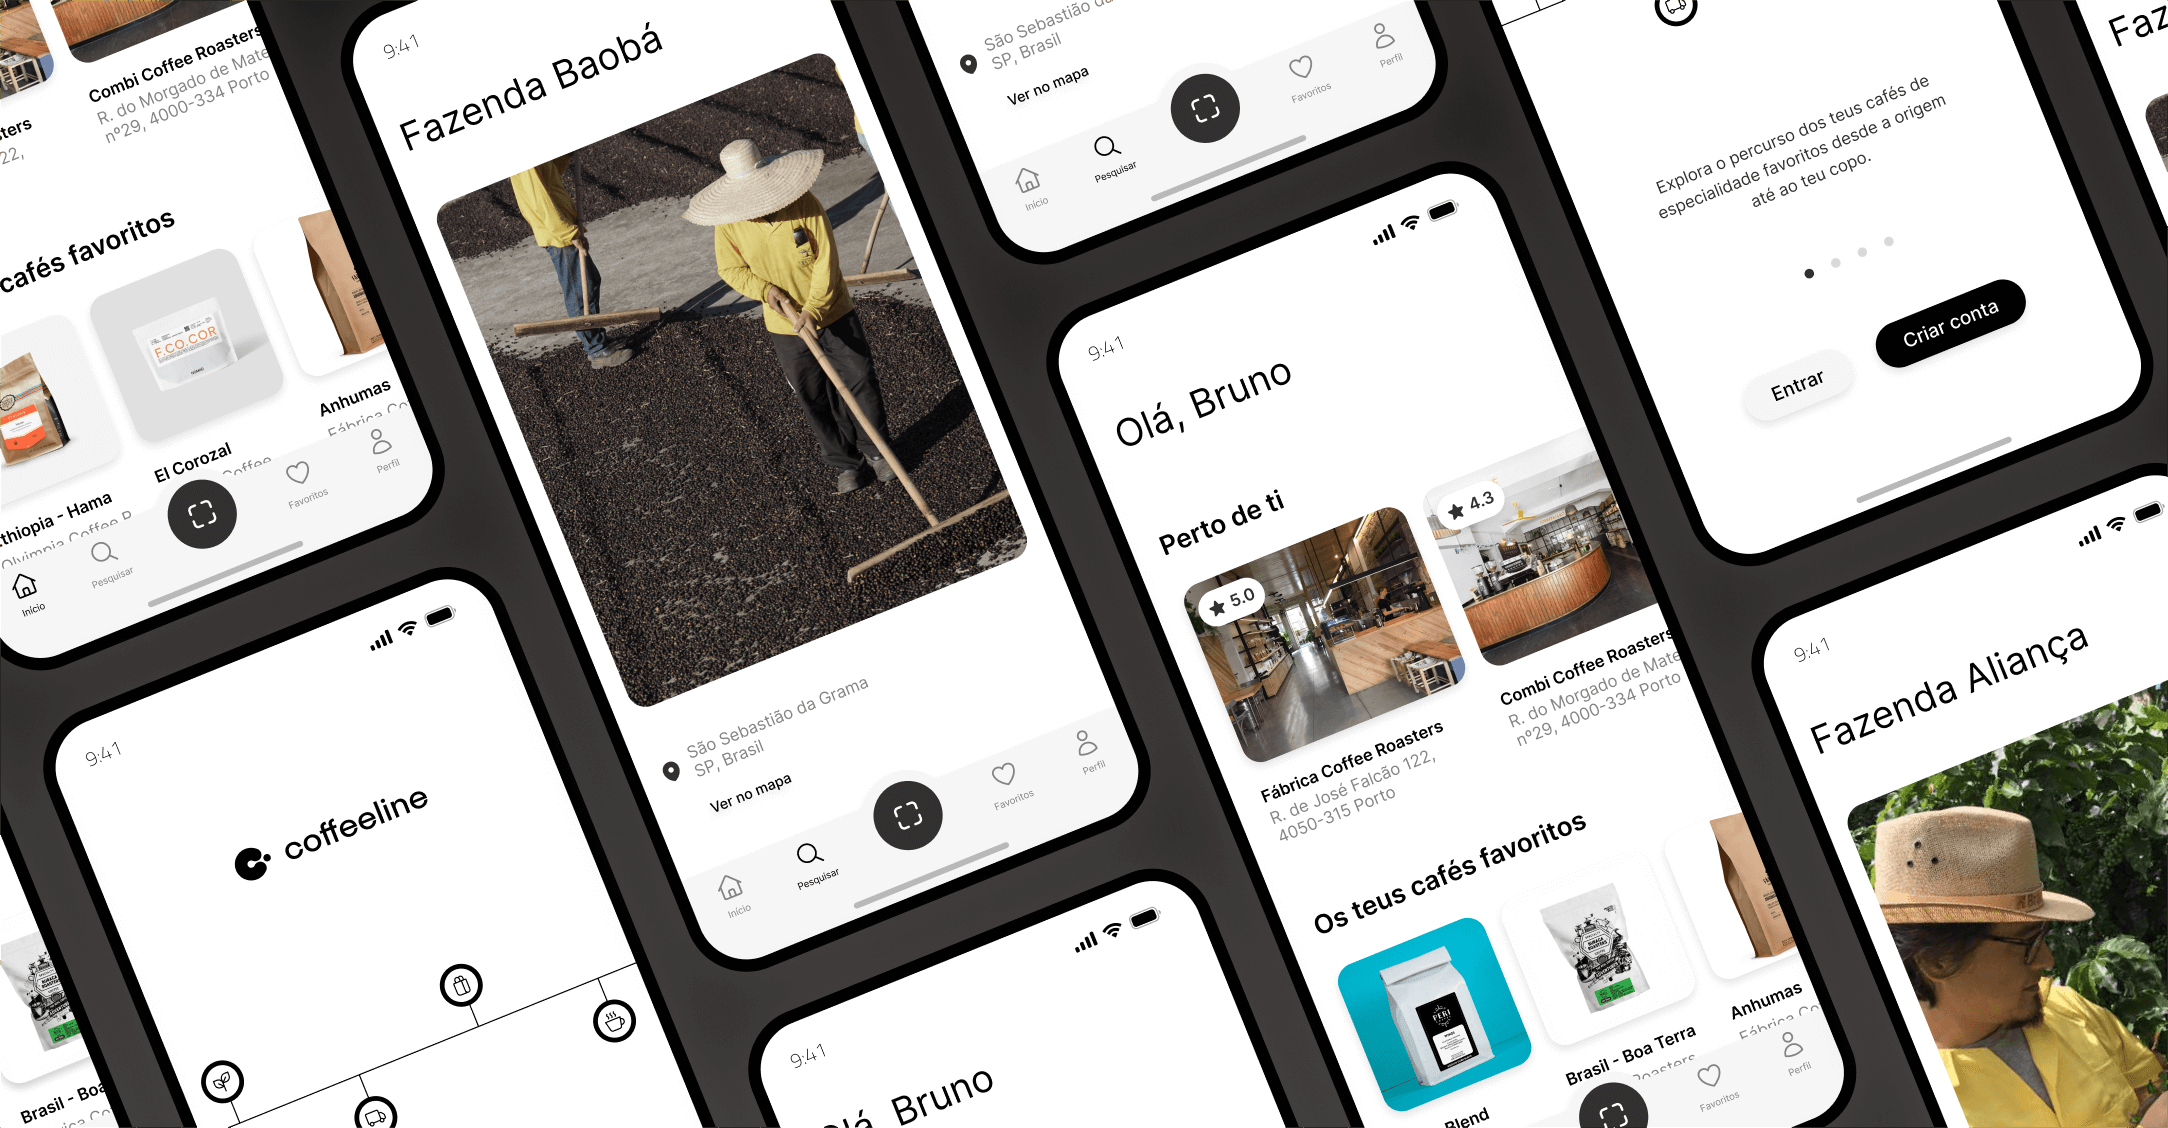 Combi Coffee Roasters
R. do Morgado de Mate
nº29, 4000-334 Porto
sters
22,
cafés favoritos
F.CO.COR
Anhumas
Fábrica Co
El Corozal
Coffee
thiopia - Hama
Olvimpia Coffee R
Início
Pesquisar
Favoritos
Perfil
9:41
Fazenda Baobá
São Sebastião da Grama
SP, Brasil
Ver no mapa
Início
Pesquisar
Favoritos
Perfil
São Sebastião da
SP, Brasil
Ver no mapa
Início
Pesquisar
Favoritos
Perfil
Explora o percurso dos teus cafés de
especialidade favoritos desde a origem
até ao teu copo.
Entrar
Criar conta
Faz
9:41
coffeeline
Brasil - Boa
9:41
Olá, Bruno
Perto de ti
5.0
4.3
Fábrica Coffee Roasters
R. de José Falcão 122,
4050-315 Porto
Combi Coffee Roasters
R. do Morgado de Mate
nº29, 4000-334 Porto
Os teus cafés favoritos
PERI
Blend
Brasil - Boa Terra
Roasters
Anhumas
Fábrica Co
Favoritos
Perfil
9:41
Olá, Bruno
9:41
Fazenda Aliança